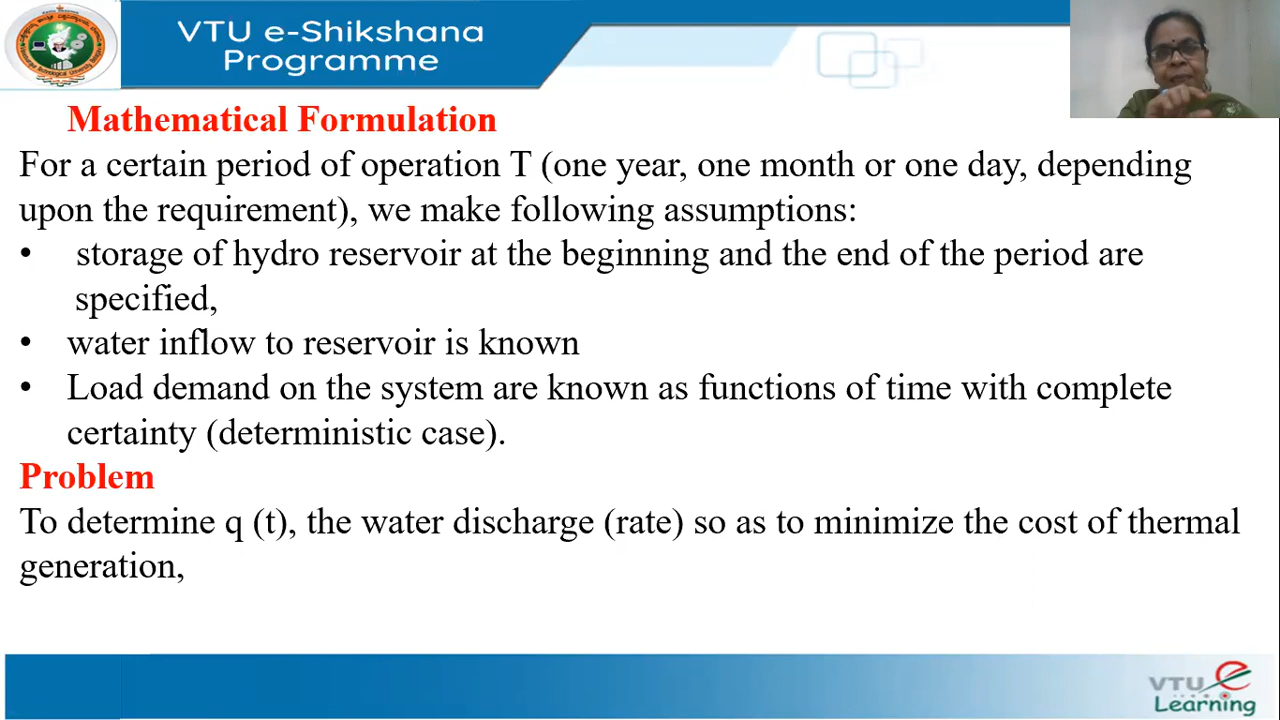 VTU e-Shikshana
Programme
Mathematical Formulation
For a certain period of operation T (one year, one month or one day, depending
upon the requirement), we make following assumptions:
• storage of hydro reservoir at the beginning and the end of the period are
specified,
• water inflow to reservoir is known
• Load demand on the system are known as functions of time with complete
certainty (deterministic case).
Problem
To determine q (t), the water discharge (rate) so as to minimize the cost of thermal
generation,
VTU e
Learning